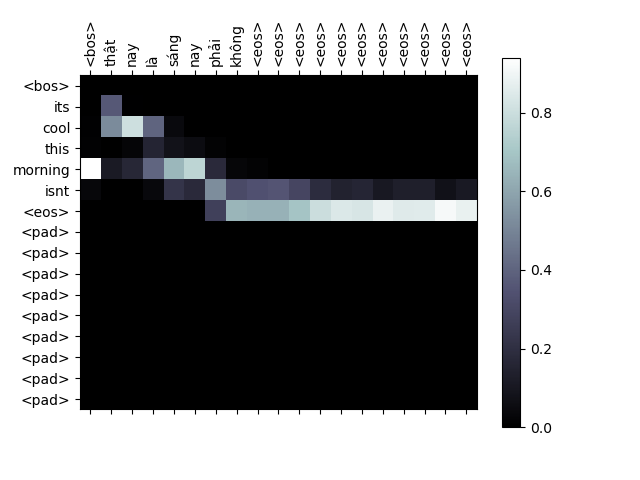 <bos> thật nay là sáng nay phải không <eos> <eos> <eos> <eos> <eos> <eos> <eos> <eos> <eos> <eos> <eos>
<bos>
its
cool
this
morning
isnt
<eos>
<pad>
<pad>
<pad>
<pad>
<pad>
<pad>
<pad>
<pad>
<pad>
0.8
0.6
0.4
0.2
0.0